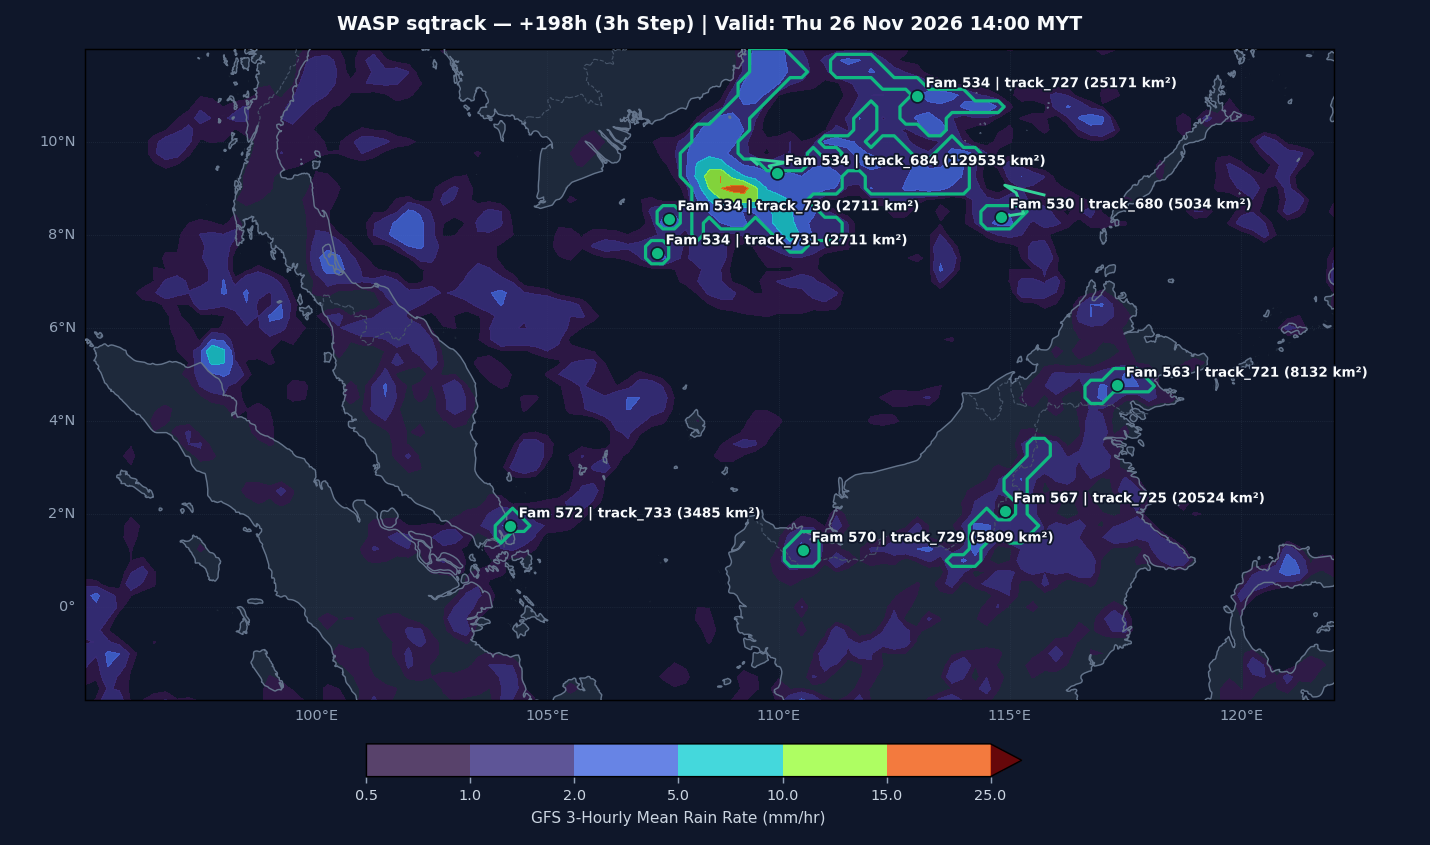 WASP sqtrack — +198h (3h Step) | Valid: Thu 26 Nov 2026 14:00 MYT
Fam 534 | track_727 (25171 km²)
10°N
Fam 534 | track_684 (129535 km²)
Fam 534 | track_730 (2711 km²)
Fam 530 | track_680 (5034 km²)
8°N
Fam 534 | track_731 (2711 km²)
6°N
Fam 563 | track_721 (8132 km²)
4°N
Fam 567 | track_725 (20524 km²)
2°N
Fam 572 | track_733 (3485 km²)
Fam 570 | track_729 (5809 km²)
0°
100°E 105°E 110°E 115°E 120°E
0.5 1.0 2.0 5.0 10.0 15.0 25.0
GFS 3-Hourly Mean Rain Rate (mm/hr)